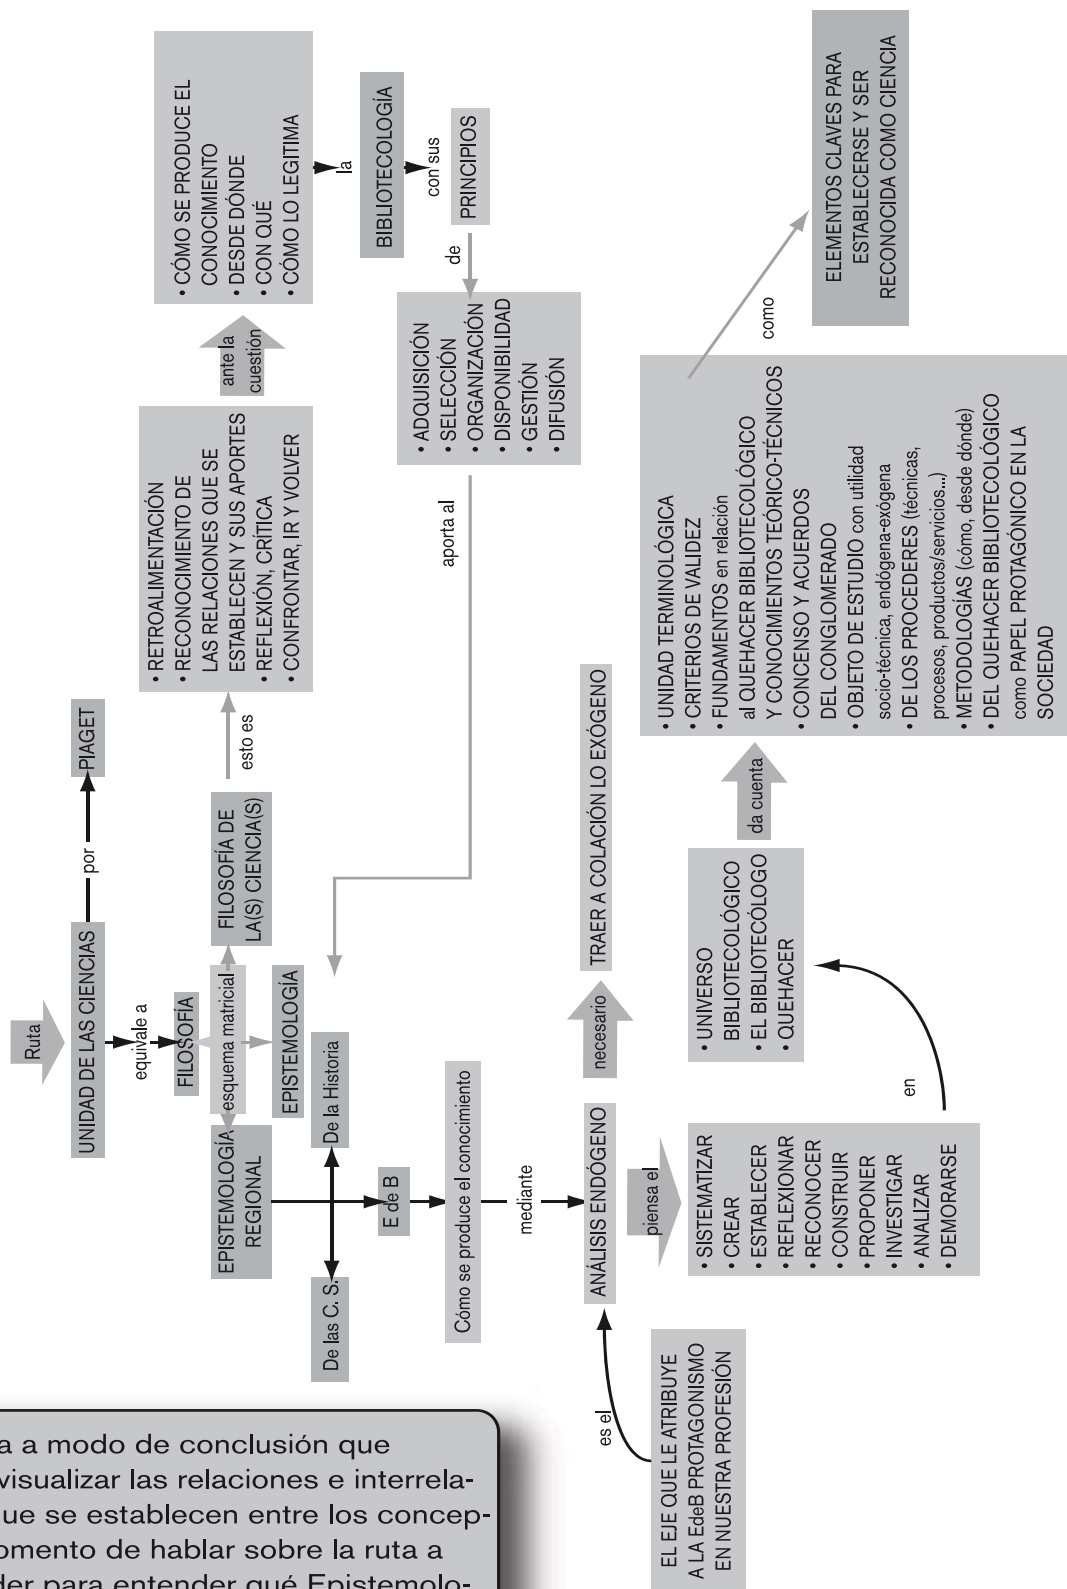 Ruta
UNIDAD DE LAS CIENCIAS
por
PIAGET
equivale a
FILOSOFÍA
esquema matricial
EPISTEMOLOGÍA
REGIONAL
FILOSOFÍA DE
LA(S) CIENCIA(S)
EPISTEMOLOGÍA
esto es
• RETROALIMENTACIÓN
• RECONOCIMIENTO DE
LAS RELACIONES QUE SE
ESTABLECEN Y SUS APORTES
• REFLEXIÓN, CRÍTICA
• CONFRONTAR, IR Y VOLVER
ante la
cuestión
• CÓMO SE PRODUCE EL
CONOCIMIENTO
• DESDE DÓNDE
• CON QUÉ
• CÓMO LO LEGITIMA
la
BIBLIOTECOLOGÍA
con sus
PRINCIPIOS
de
• ADQUISICIÓN
• SELECCIÓN
• ORGANIZACIÓN
• DISPONIBILIDAD
• GESTIÓN
• DIFUSIÓN
aporta al
De las C. S.
De la Historia
E de B
Cómo se produce el conocimiento
mediante
ANÁLISIS ENDÓGENO
necesario
TRAER A COLACIÓN LO EXÓGENO
es el
EL EJE QUE LE ATRIBUYE
A LA EdeB PROTAGONISMO
EN NUESTRA PROFESIÓN
piensa el
• SISTEMATIZAR
• CREAR
• ESTABLECER
• REFLEXIONAR
• RECONOCER
• CONSTRUIR
• PROPONER
• INVESTIGAR
• ANALIZAR
• DEMORARSE
en
• UNIVERSO
BIBLIOTECOLÓGICO
• EL BIBLIOTECÓLOGO
• QUEHACER
da cuenta
• UNIDAD TERMINOLÓGICA
• CRITERIOS DE VALIDEZ
• FUNDAMENTOS en relación
al QUEHACER BIBLIOTECOLÓGICO
Y CONOCIMIENTOS TEÓRICO-TÉCNICOS
• CONCENSO Y ACUERDOS
DEL CONGLOMERADO
• OBJETO DE ESTUDIO con utilidad
socio-técnica, endógena-exógena
• DE LOS PROCEDERES (técnicas,
procesos, productos/servicios...)
• METODOLOGÍAS (cómo, desde dónde)
• DEL QUEHACER BIBLIOTECOLÓGICO
como PAPEL PROTAGÓNICO EN LA
SOCIEDAD
como
ELEMENTOS CLAVES PARA
ESTABLECERSE Y SER
RECONOCIDA COMO CIENCIA
a a modo de conclusión que
visualizar las relaciones e interrela-
ue se establecen entre los concep-
omento de hablar sobre la ruta a
der para entender qué Epistemolo-